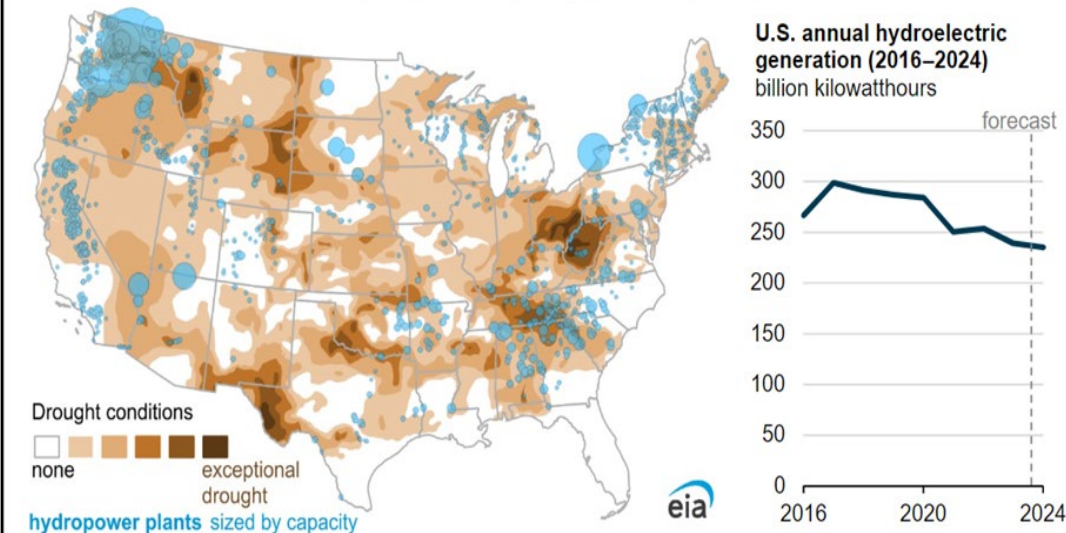 Drought conditions
none
exceptional
drought
hydropower plants sized by capacity
eia
U.S. annual hydroelectric
generation (2016–2024)
billion kilowatthours
forecast
350
300
250
200
150
100
50
0
2016 2020 2024